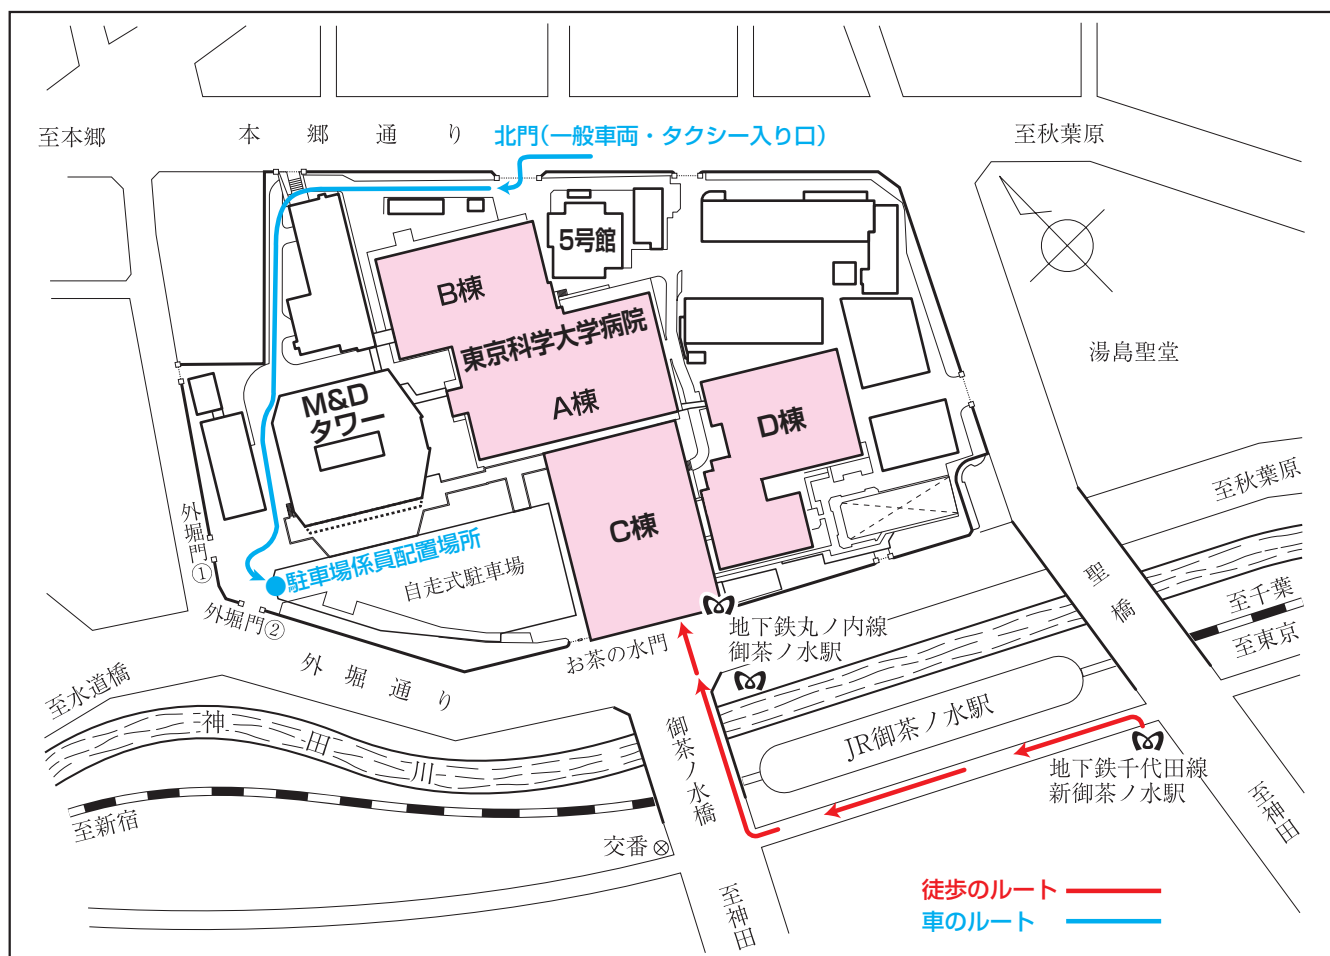 至本郷
本郷通り
北門(一般車両・タクシー入り口)
至秋葉原
5号館
B棟
東京科学大学病院
A棟
湯島聖堂
M&D
タワー
D棟
至秋葉原
外堀門①
C棟
駐車場係員配置場所
自走式駐車場
聖橋
至千葉
至東京
外堀門②
お茶の水門
地下鉄丸ノ内線
御茶ノ水駅
外堀通り
至水道橋
神田川
御茶ノ水橋
JR御茶ノ水駅
地下鉄千代田線
新御茶ノ水駅
至新宿
交番
至神田
至神田
徒歩のルート
車のルート